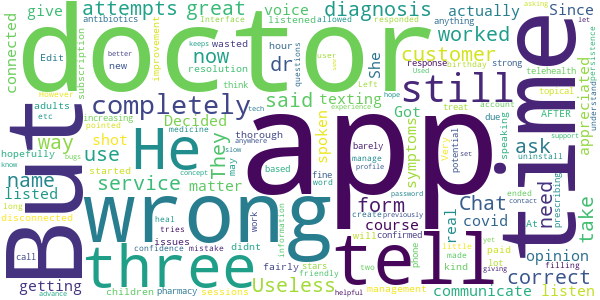 attempts great voice diagnosis actually Since
antibiotics Interface listened allowed responded anything
connected give doctor worked now dr customer
Edit subscription However improvement wasted resolution hour questions She user left response keeps birthday strong telehealth asking let
adults new better think still time
completely said texting Got appreciated understand persistence
increasing etc pointed Decided They spoken symptoms Used account treat due topical AFTER
But way shot He app ask
hopefully medicine thorough barely manage profile Very speaking potential set uninstall support
use may slow anywhere tech based experience fine word
name started matter form Chat need
listed service concept course covid real prescribing
know bugs long disconnected wrong work information didnt previously create confirmed will password little At contact
heal tries issues confidence mistake fairly stars friendly phone two made yet paid ended opinion take
call three tell kind lot giving filling
getting children pharmacy sessions Useless management communicate correct listen
advance helpful